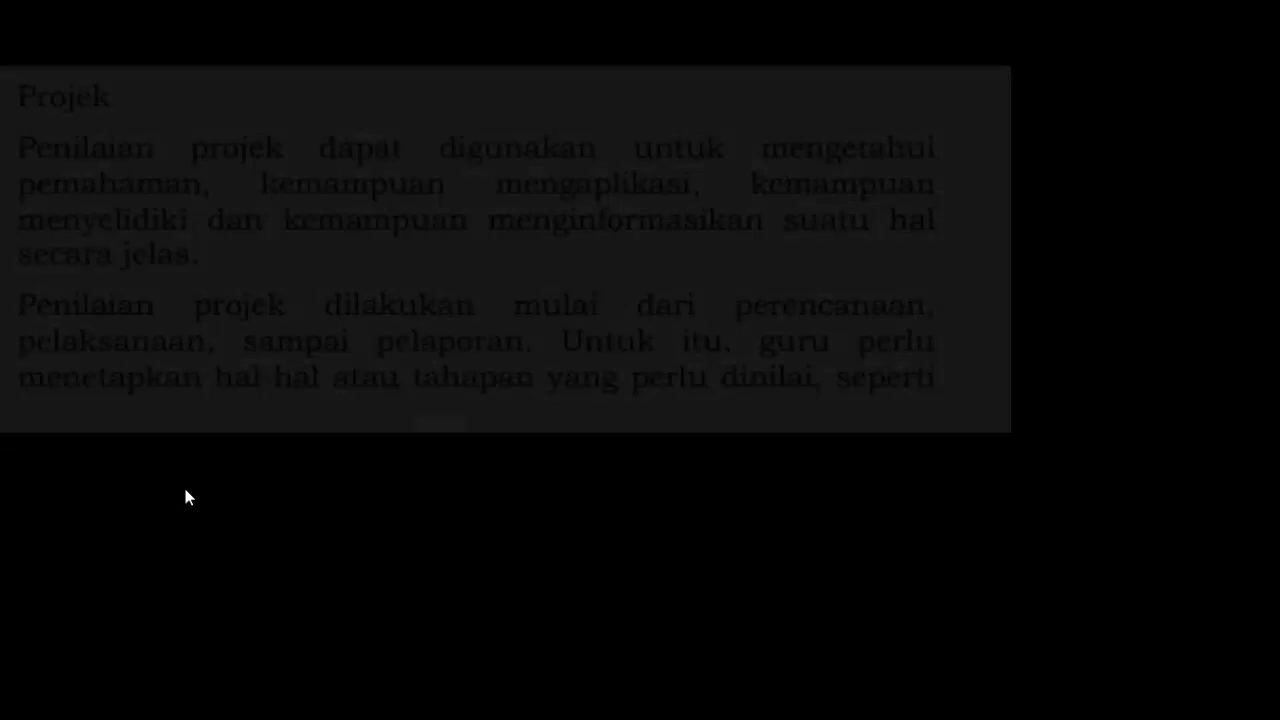 Projek
Penilaian projek dapat digunakan untuk mengetahui
pemahaman, kemampuan mengaplikasi, kemampuan
menyelidiki dan kemampuan menginformasikan suatu hal
secara jelas.
Penilaian projek dilakukan mulai dari perencanaan,
pelaksanaan, sampai pelaporan. Untuk itu, guru perlu
menetapkan hal hal atau tahapan yang perlu dinilai, seperti